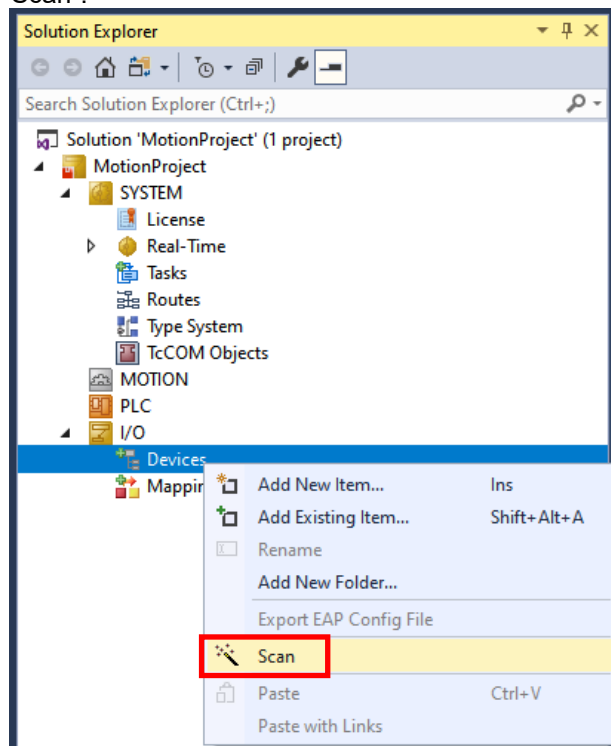 Scan .
Solution Explorer
Search Solution Explorer (Ctrl+;)
Solution 'MotionProject' (1 project)
MotionProject
SYSTEM
License
Real-Time
Tasks
Routes
Type System
TcCOM Objects
MOTION
PLC
I/O
Devices
Mappin
Add New Item... Ins
Add Existing Item... Shift+Alt+A
Rename
Add New Folder...
Export EAP Config File
Scan
Paste Ctrl+V
Paste with Links